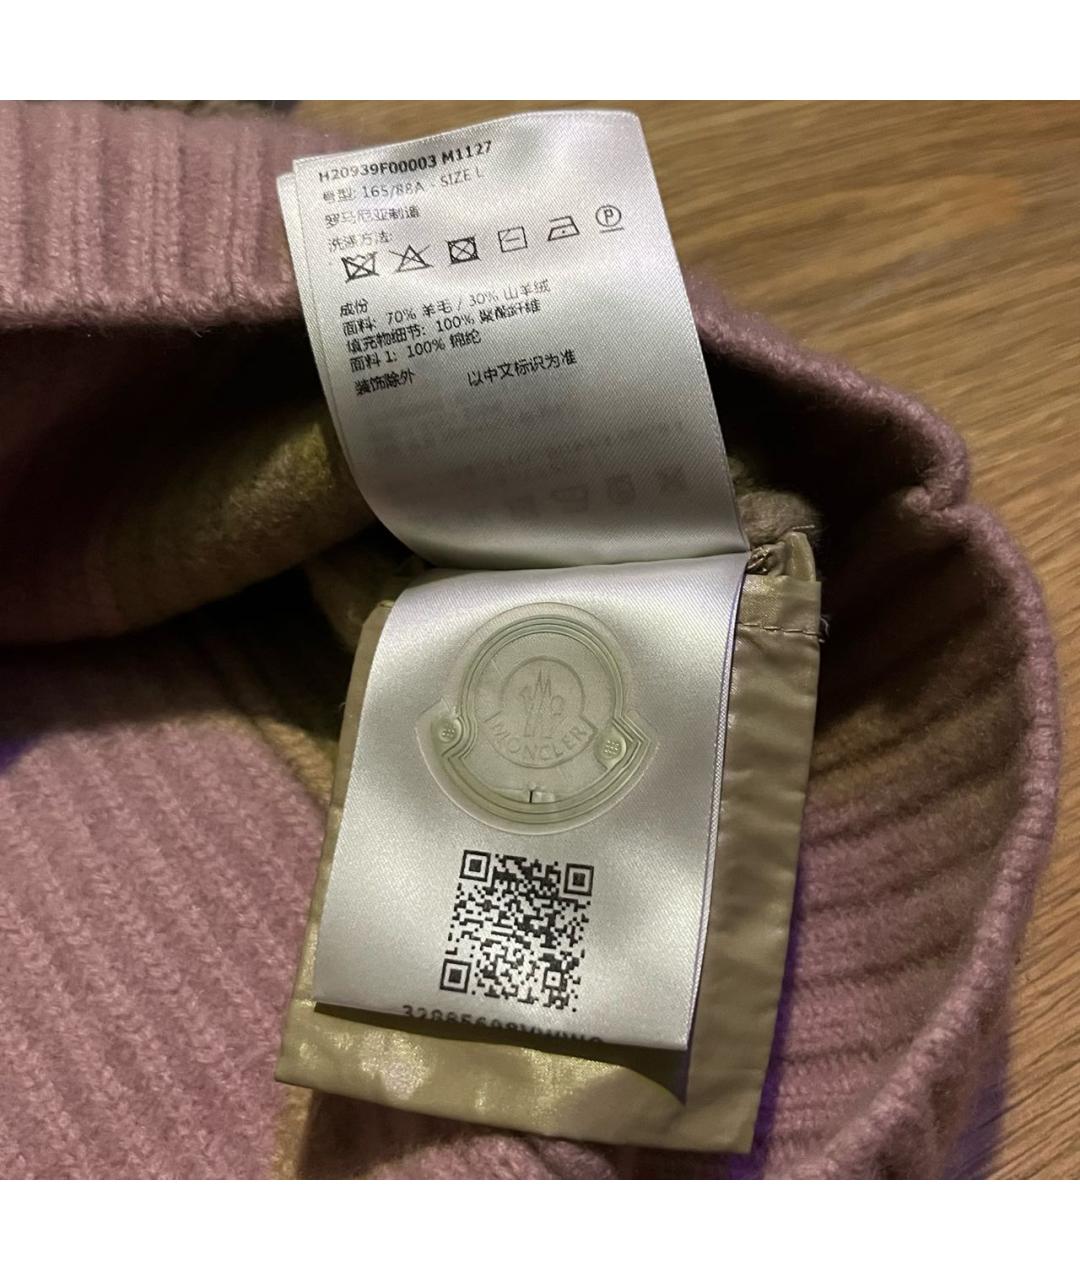 H20939F00003 M1127
号型: 165/88A - SIZE L
罗马尼亚制造
洗涤方法:
P
成份
面料: 70% 羊毛 / 30% 山羊绒
填充物细节: 100% 聚酯纤维
面料 1: 100% 锦纶
装饰除外 以中文标识为准
MONCLER